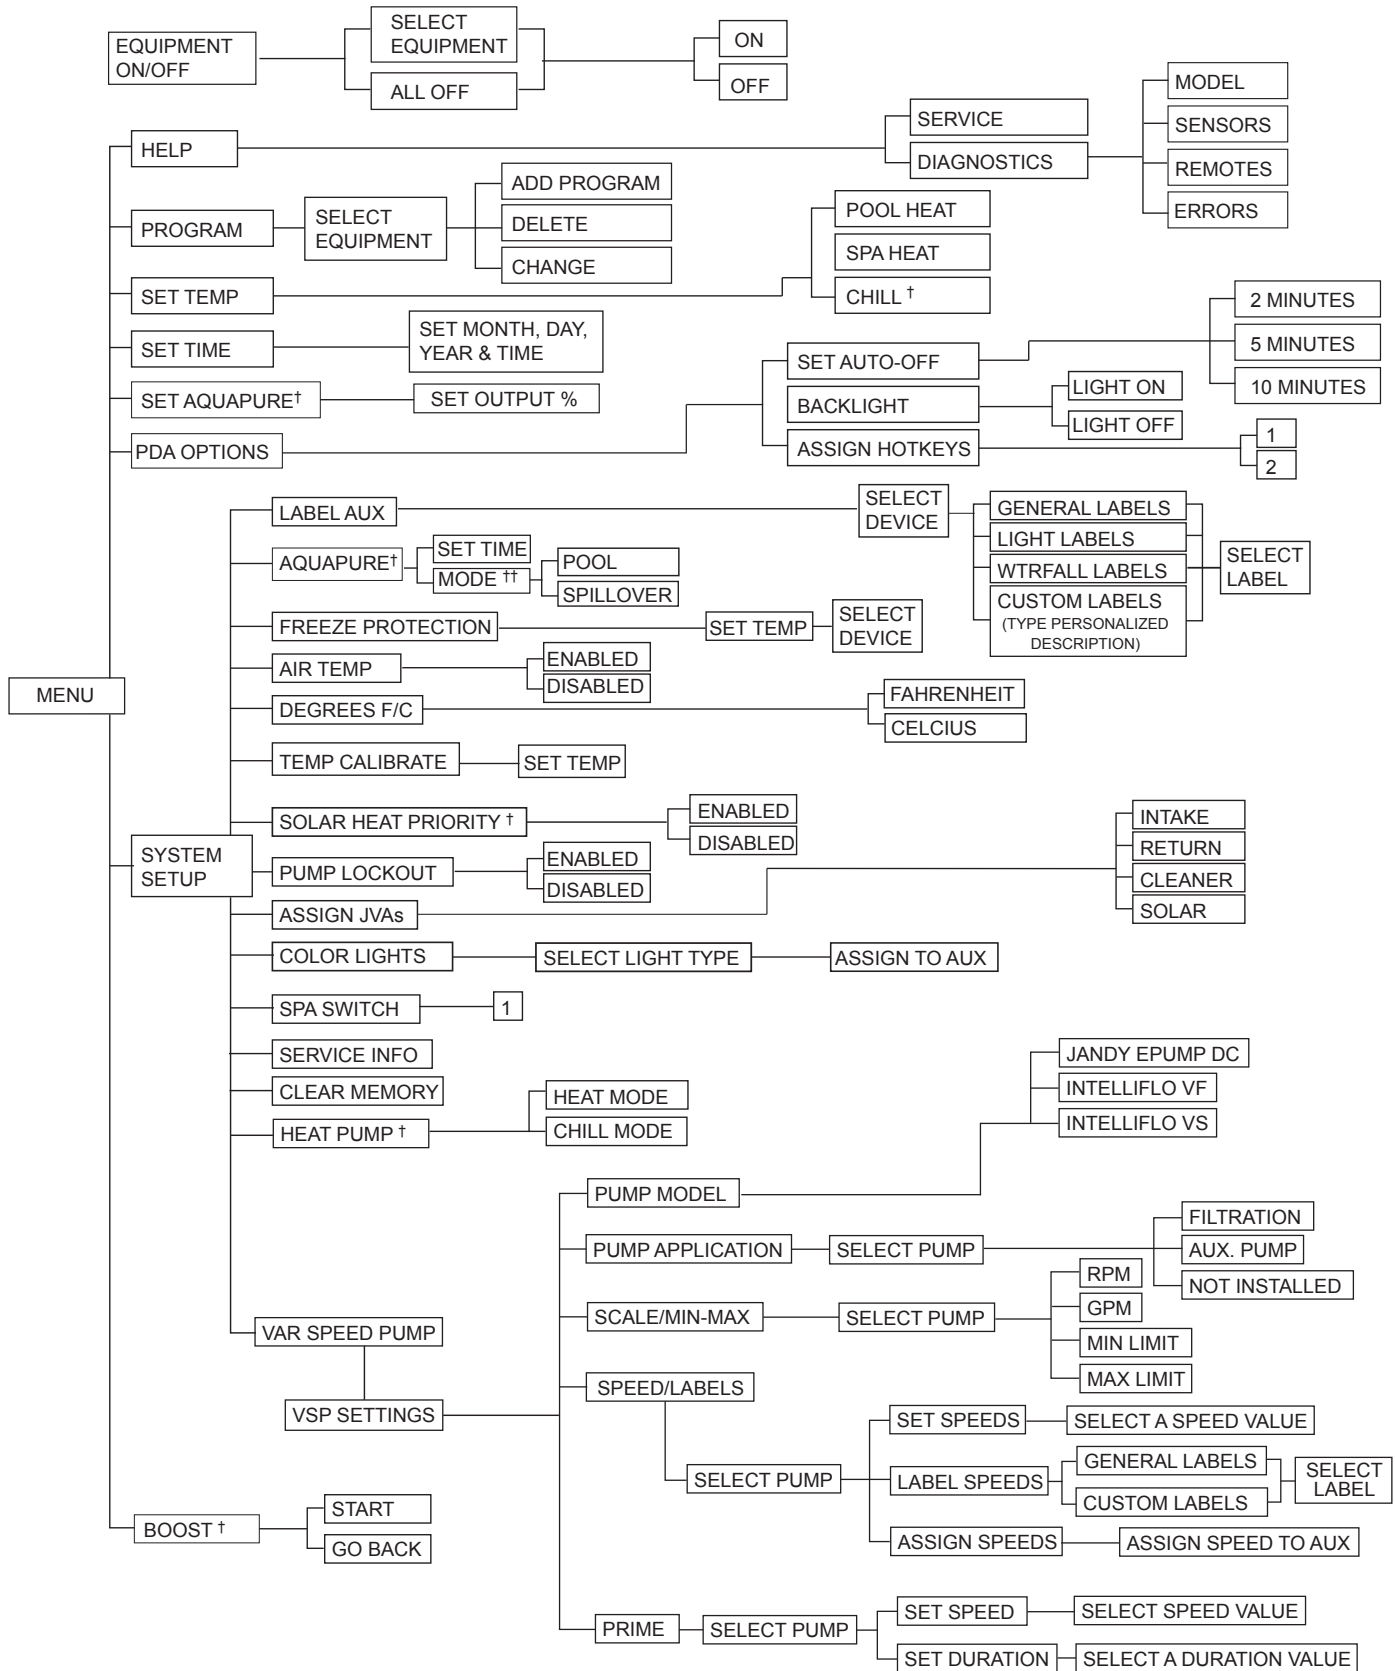 EQUIPMENT
ON/OFF
SELECT
EQUIPMENT
ALL OFF
ON
OFF
MENU
HELP
SERVICE
DIAGNOSTICS
MODEL
SENSORS
REMOTES
ERRORS
PROGRAM
SELECT
EQUIPMENT
ADD PROGRAM
DELETE
CHANGE
SET TEMP
POOL HEAT
SPA HEAT
CHILL †
SET TIME
SET MONTH, DAY,
YEAR & TIME
SET AQUAPURE†
SET OUTPUT %
PDA OPTIONS
SET AUTO-OFF
2 MINUTES
5 MINUTES
10 MINUTES
BACKLIGHT
LIGHT ON
LIGHT OFF
ASSIGN HOTKEYS
1
2
SYSTEM
SETUP
LABEL AUX
SELECT
DEVICE
GENERAL LABELS
LIGHT LABELS
WTRFALL LABELS
CUSTOM LABELS
(TYPE PERSONALIZED
DESCRIPTION)
SELECT
LABEL
AQUAPURE†
SET TIME
MODE ††
POOL
SPILLOVER
FREEZE PROTECTION
SET TEMP
SELECT
DEVICE
AIR TEMP
ENABLED
DISABLED
DEGREES F/C
FAHRENHEIT
CELCIUS
TEMP CALIBRATE
SET TEMP
SOLAR HEAT PRIORITY †
ENABLED
DISABLED
PUMP LOCKOUT
ENABLED
DISABLED
ASSIGN JVAs
INTAKE
RETURN
CLEANER
SOLAR
COLOR LIGHTS
SELECT LIGHT TYPE
ASSIGN TO AUX
SPA SWITCH
1
SERVICE INFO
CLEAR MEMORY
HEAT PUMP †
HEAT MODE
CHILL MODE
VAR SPEED PUMP
VSP SETTINGS
PUMP MODEL
JANDY EPUMP DC
INTELLIFLO VF
INTELLIFLO VS
PUMP APPLICATION
SELECT PUMP
FILTRATION
AUX. PUMP
NOT INSTALLED
SCALE/MIN-MAX
SELECT PUMP
RPM
GPM
MIN LIMIT
MAX LIMIT
SPEED/LABELS
SELECT PUMP
SET SPEEDS
SELECT A SPEED VALUE
LABEL SPEEDS
GENERAL LABELS
CUSTOM LABELS
SELECT
LABEL
ASSIGN SPEEDS
ASSIGN SPEED TO AUX
PRIME
SELECT PUMP
SET SPEED
SELECT SPEED VALUE
SET DURATION
SELECT A DURATION VALUE
BOOST †
START
GO BACK